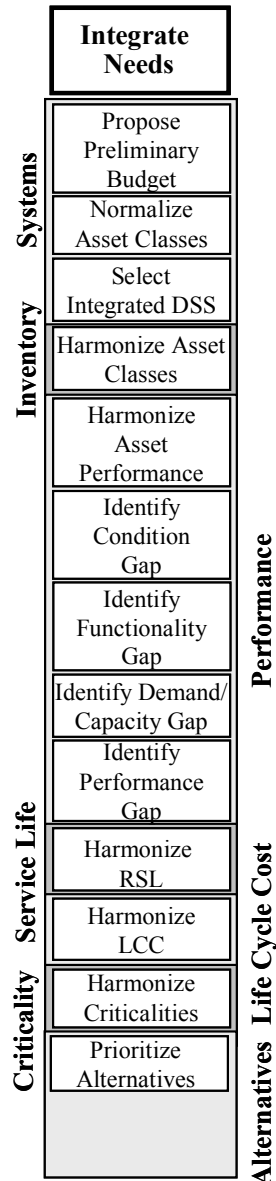 Integrate
Needs
Propose
Preliminary
Budget
Normalize
Asset Classes
Select
Integrated DSS
Harmonize Asset
Classes
Harmonize
Asset
Performance
Identify
Condition
Gap
Identify
Functionality
Gap
Identify Demand/
Capacity Gap
Identify
Performance
Gap
Harmonize
RSL
Harmonize
LCC
Harmonize
Criticalities
Prioritize
Alternatives
Systems
Inventory
Service Life
Criticality
Performance
Life Cycle Cost
Alternatives